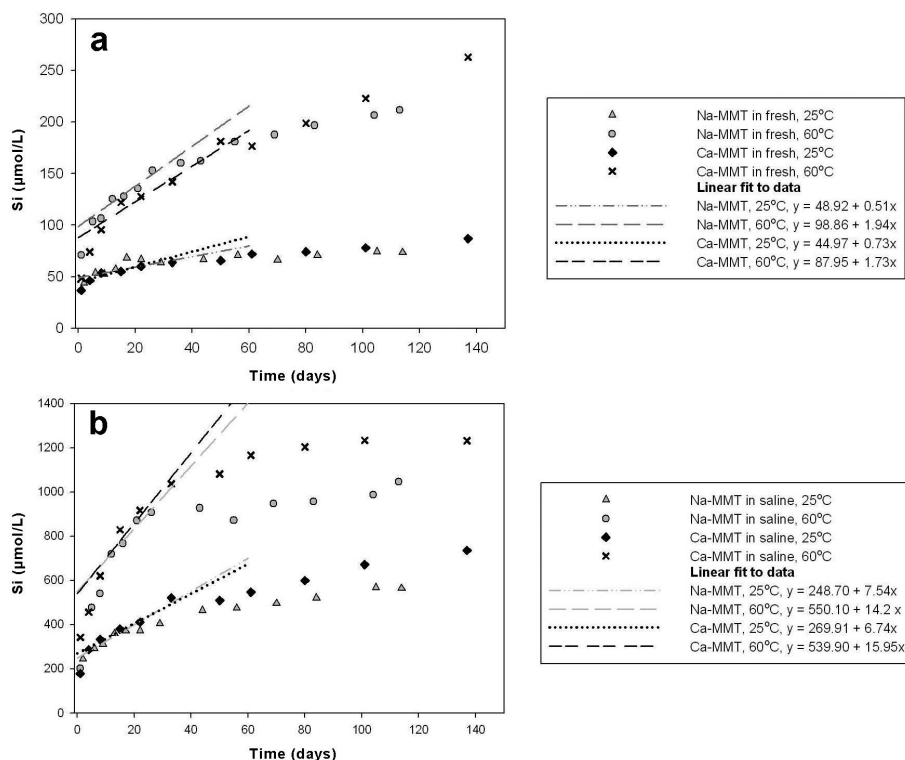 a
300
250
200
150
100
50
0
Si (µmol/L)
0 20 40 60 80 100 120 140
Time (days)
Na-MMT in fresh, 25°C
Na-MMT in fresh, 60°C
Ca-MMT in fresh, 25°C
Ca-MMT in fresh, 60°C
Linear fit to data
Na-MMT, 25°C, y = 48.92 + 0.51x
Na-MMT, 60°C, y = 98.86 + 1.94x
Ca-MMT, 25°C, y = 44.97 + 0.73x
Ca-MMT, 60°C, y = 87.95 + 1.73x
b
1400
1200
1000
800
600
400
200
0
Si (µmol/L)
0 20 40 60 80 100 120 140
Time (days)
Na-MMT in saline, 25°C
Na-MMT in saline, 60°C
Ca-MMT in saline, 25°C
Ca-MMT in saline, 60°C
Linear fit to data
Na-MMT, 25°C, y = 248.70 + 7.54x
Na-MMT, 60°C, y = 550.10 + 14.2 x
Ca-MMT, 25°C, y = 269.91 + 6.74x
Ca-MMT, 60°C, y = 539.90 + 15.95x